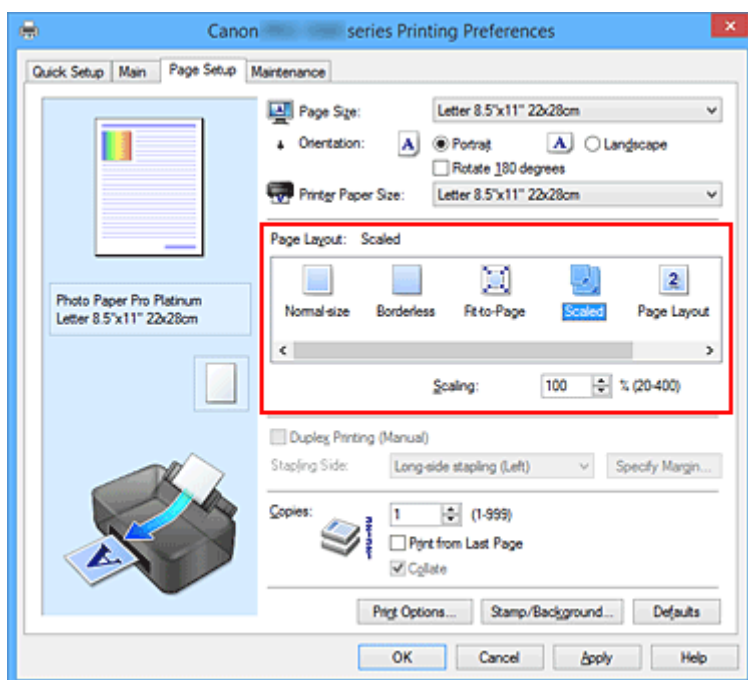 Canon series Printing Preferences
Quick Setup Main Page Setup Maintenance
Page Size: Letter 8.5"x11" 22x28cm
Orientation: A Portrait A Landscape
Rotate 180 degrees
Printer Paper Size: Letter 8.5"x11" 22x28cm
Page Layout: Scaled
Normal-size Borderless Fit-to-Page Scaled Page Layout
Scaling: 100 % (20-400)
Photo Paper Pro Platinum
Letter 8.5"x11" 22x28cm
Duplex Printing (Manual)
Stapling Side: Long-side stapling (Left) Specify Margin...
Copies: 1 (1-999)
Print from Last Page
Collate
Print Options... Stamp/Background... Defaults
OK Cancel Apply Help